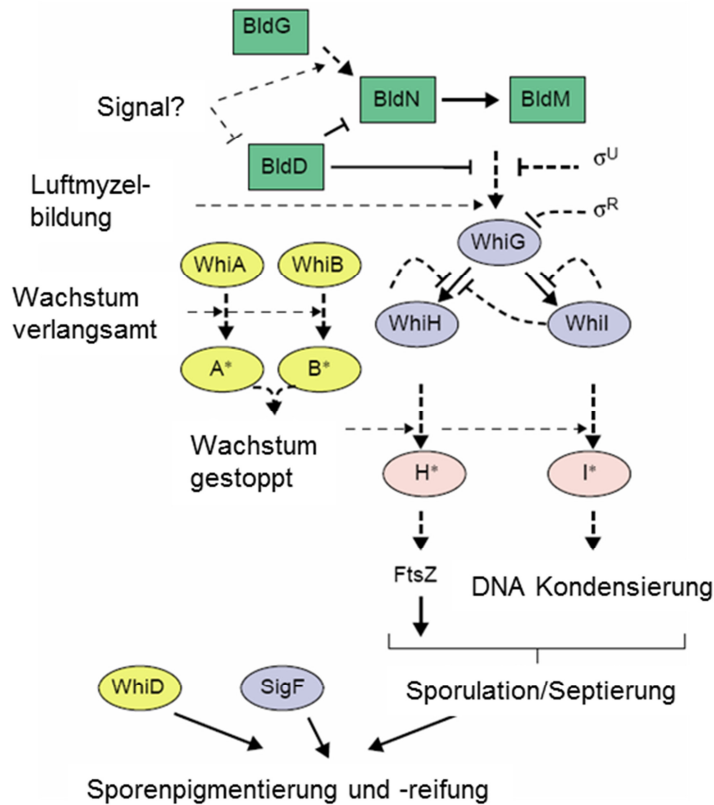 BldG
BldN
BldM
Signal?
BldD
σU
Luftmyzel-
bildung
σR
WhiG
WhiA
WhiB
Wachstum
verlangsamt
WhiH
WhiI
A*
B*
Wachstum
gestoppt
H*
I*
FtsZ
DNA Kondensierung
WhiD
SigF
Sporulation/Septierung
Sporenpigmentierung und -reifung